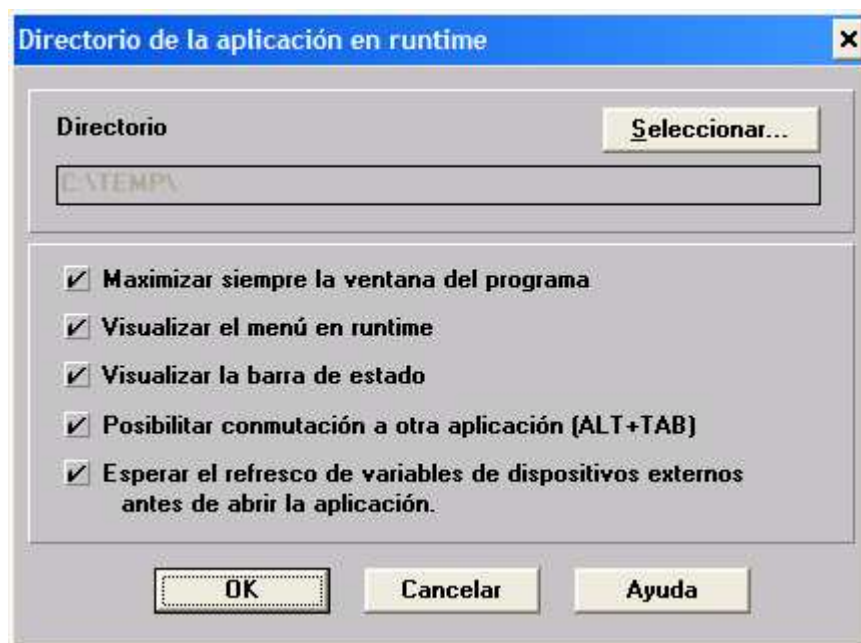 Directorio de la aplicación en runtime
Directorio
Seleccionar...
C:\TEMP\
Maximizar siempre la ventana del programa
Visualizar el menú en runtime
Visualizar la barra de estado
Posibilitar conmutación a otra aplicación (ALT+TAB)
Esperar el refresco de variables de dispositivos externos
antes de abrir la aplicación.
OK
Cancelar
Ayuda